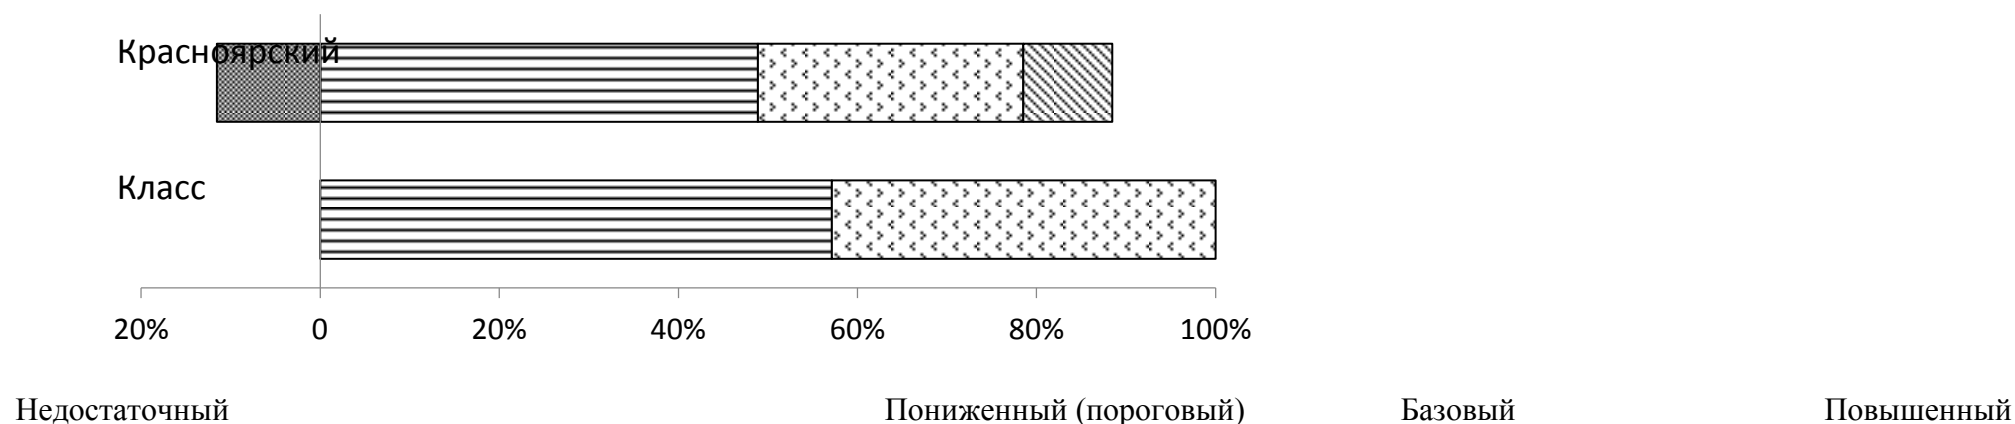 Красноярский
Класс
20% 0 20% 40% 60% 80% 100%
Недостаточный Пониженный (пороговый) Базовый Повышенный